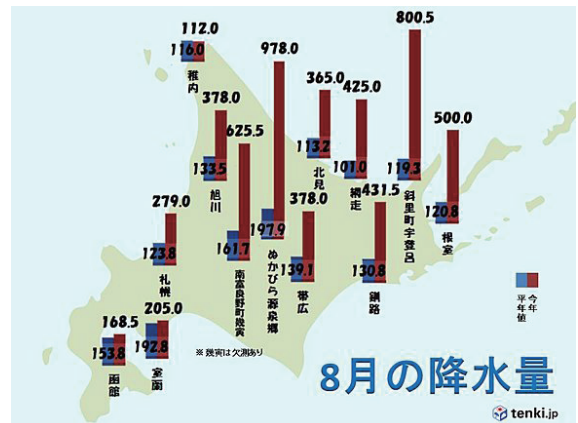 112.0
116.0
稚内
378.0
133.5
旭川
625.5
161.7
南富良野町幾寅
978.0
197.9
ぬかびら源泉郷
365.0
113.2
北見
425.0
101.0
網走
800.5
119.3
斜里町宇登呂
500.0
120.8
根室
279.0
123.8
札幌
378.0
139.1
帯広
431.5
130.8
釧路
168.5
153.8
函館
205.0
192.8
室蘭
※ 幾寅は欠測あり
今年
平年値
8月の降水量
tenki.jp